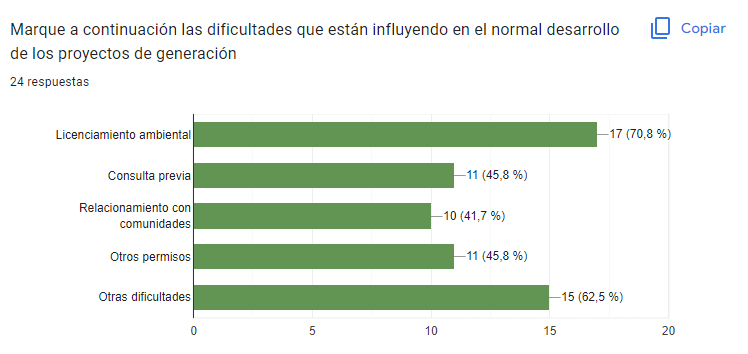 Marque a continuación las dificultades que están influyendo en el normal desarrollo
de los proyectos de generación
Copiar
24 respuestas
Licenciamiento ambiental
17 (70,8 %)
Consulta previa
11 (45,8 %)
Relacionamiento con
comunidades
10 (41,7 %)
Otros permisos
11 (45,8 %)
Otras dificultades
15 (62,5 %)
0 5 10 15 20